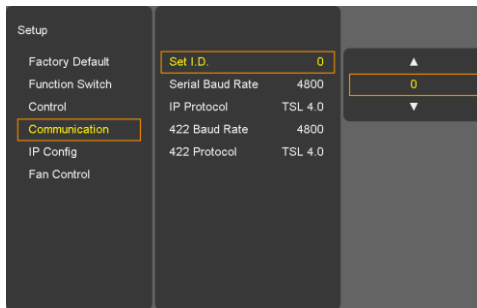 Setup
Factory Default
Function Switch
Control
Communication
IP Config
Fan Control
Set I.D. 0
Serial Baud Rate 4800
IP Protocol TSL 4.0
422 Baud Rate 4800
422 Protocol TSL 4.0
▲
0
▼